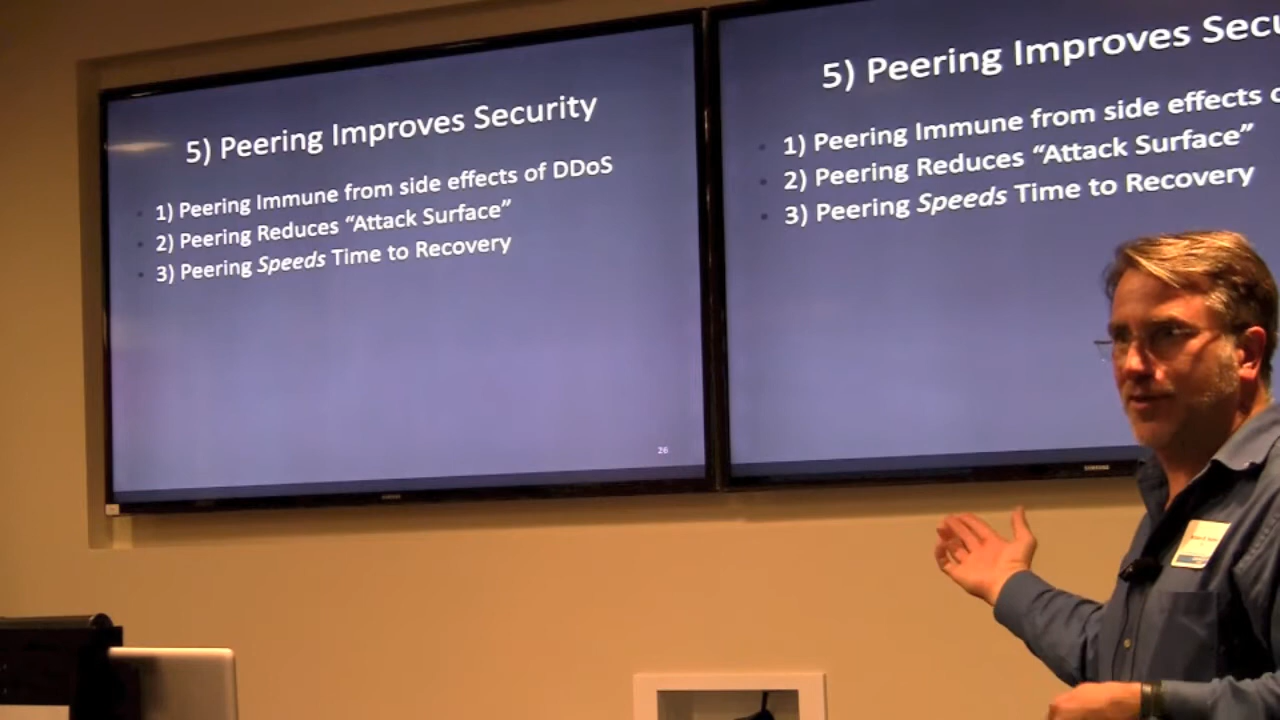 5) Peering Improves Security
1) Peering Immune from side effects of DDoS
2) Peering Reduces “Attack Surface”
3) Peering Speeds Time to Recovery
26
5) Peering Improves Secu
1) Peering Immune from side effects o
2) Peering Reduces “Attack Surface”
3) Peering Speeds Time to Recovery
SAMSUNG